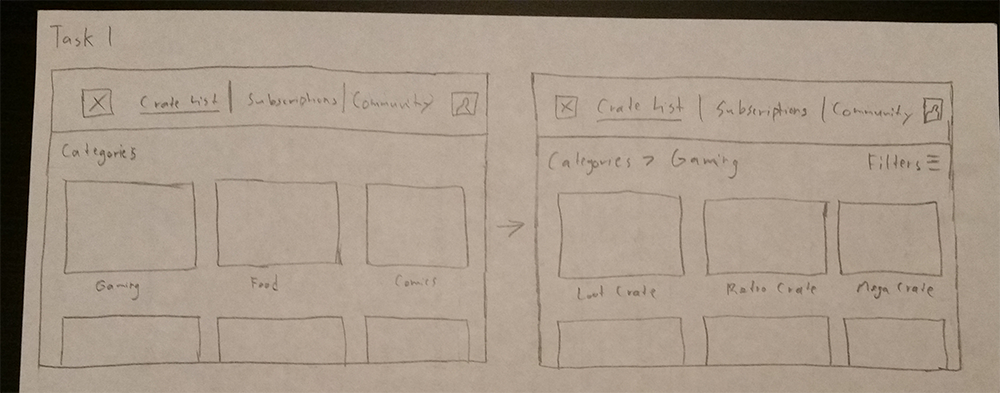 Task 1
Crate List | Subscriptions | Community
Categories
Gaming Food Comics
Crate List | Subscriptions | Community
Categories > Gaming Filters
Loot Crate Retro Crate Mega Crate